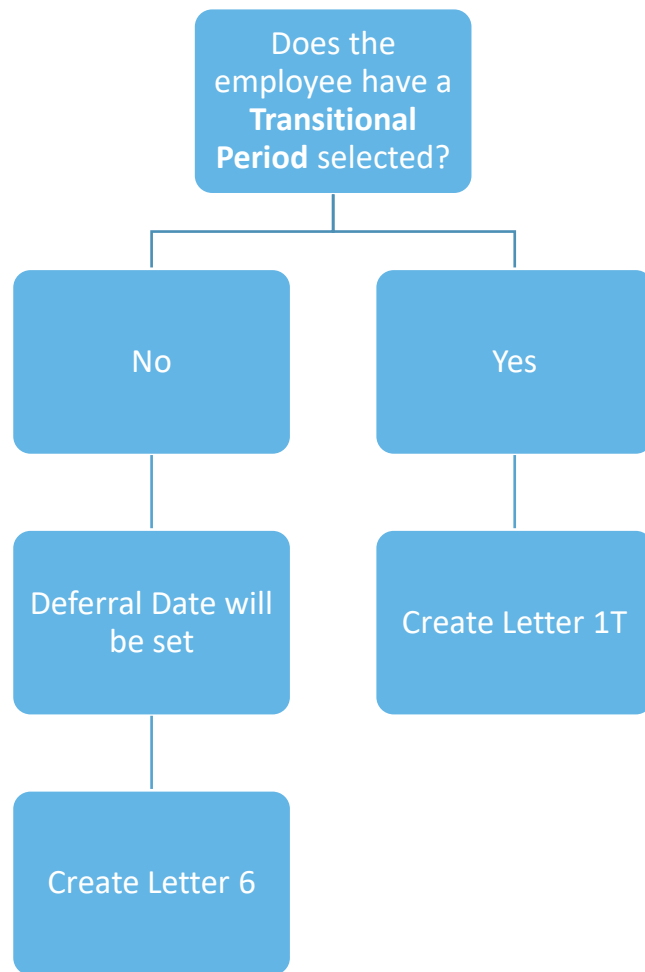 Does the
employee have a
Transitional
Period selected?
No
Yes
Deferral Date will
be set
Create Letter 1T
Create Letter 6